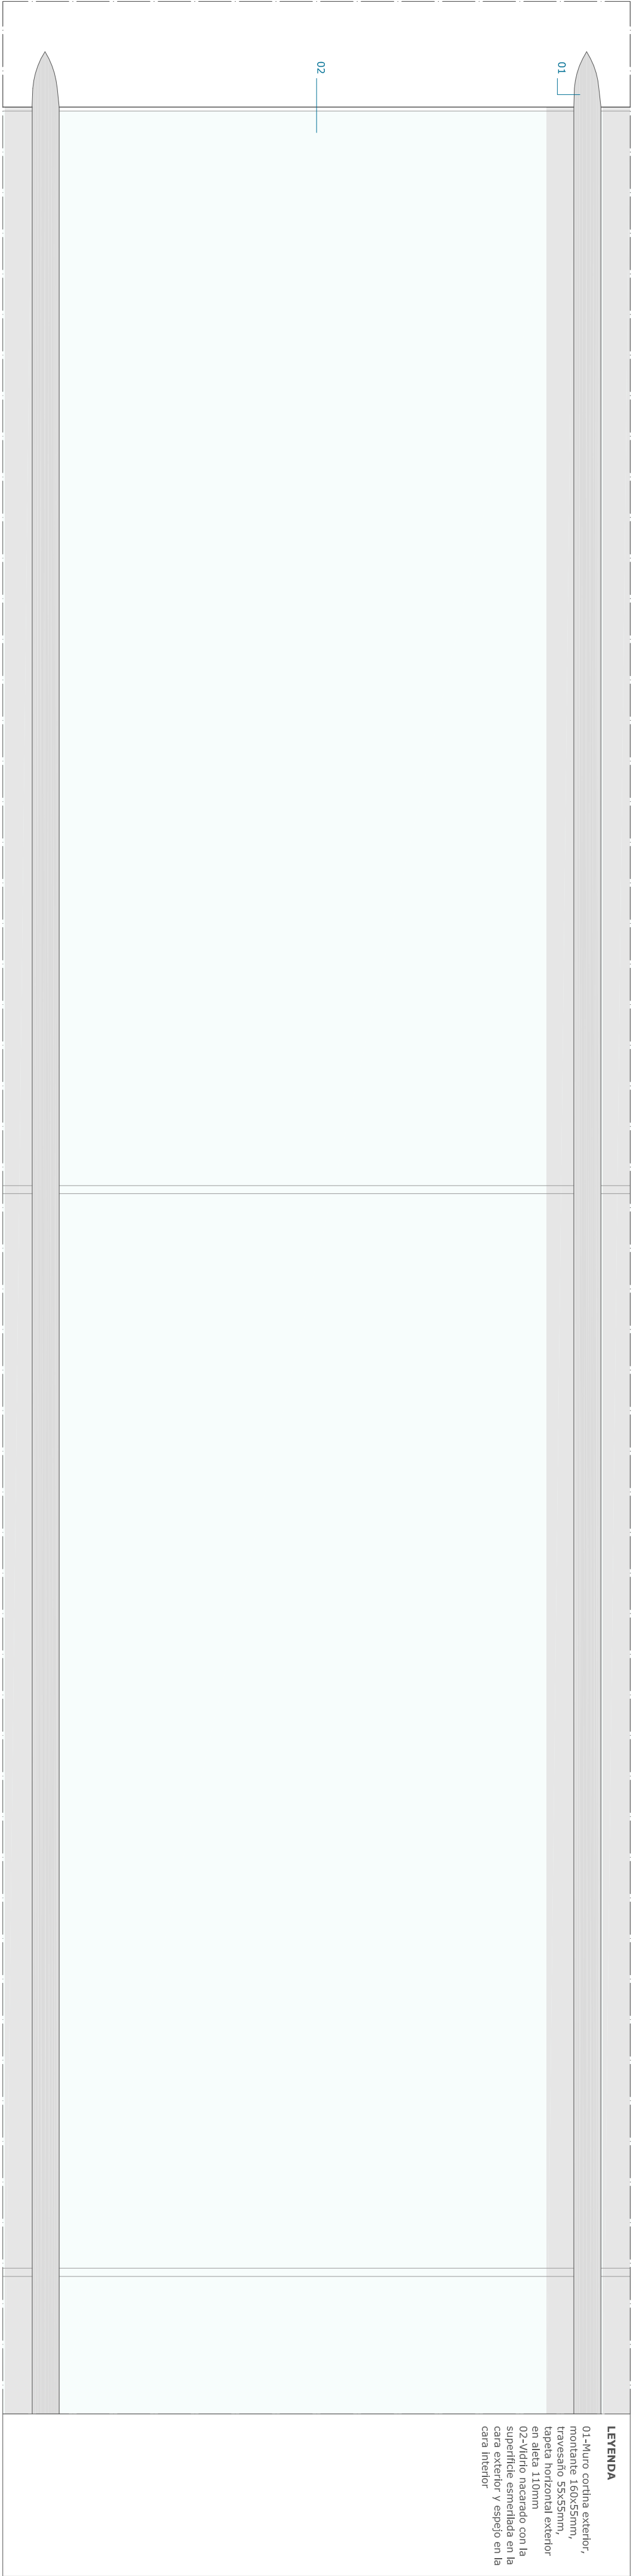 01
02
LEYENDA
01-Muro cortina exterior,
montante 160x55mm,
travesaño 55x55mm,
tapeta horizontal exterior
en aleta 110mm
02-Vidrio nacarado con la
superificie esmerilada en la
cara exterior y espejo en la
cara interior